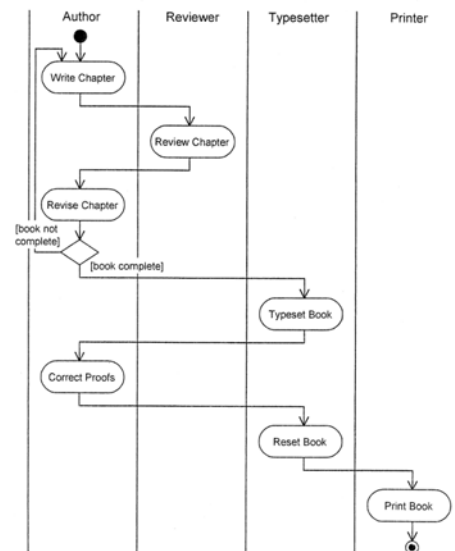 Author
Reviewer
Typesetter
Printer
Write Chapter
Review Chapter
Revise Chapter
[book not
complete]
[book complete]
Typeset Book
Correct Proofs
Reset Book
Print Book